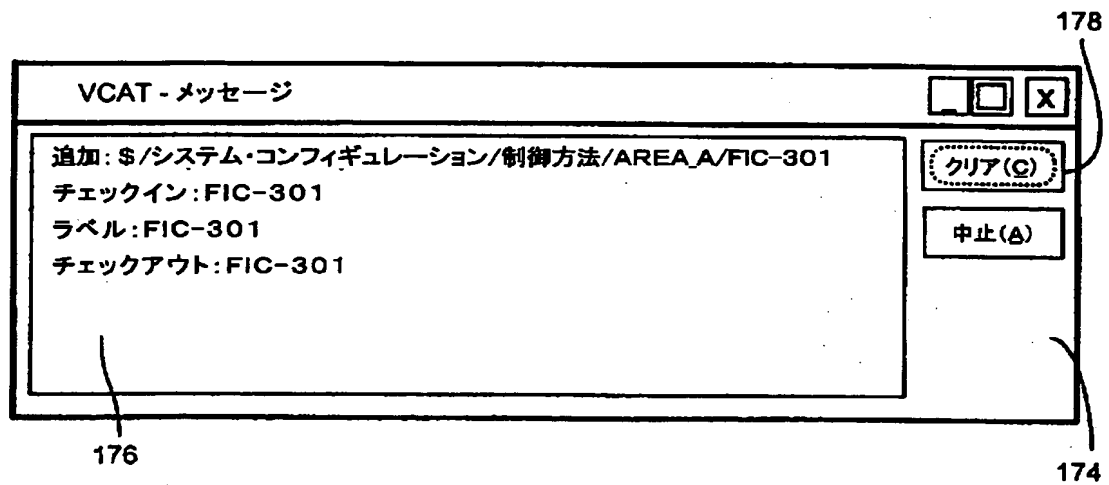 178
VCAT - メッセージ
追加: $/システム・コンフィギュレーション/制御方法/AREA_A/FIC-301
チェックイン:FIC-301
ラベル:FIC-301
チェックアウト:FIC-301
クリア(C)
中止(A)
176
174